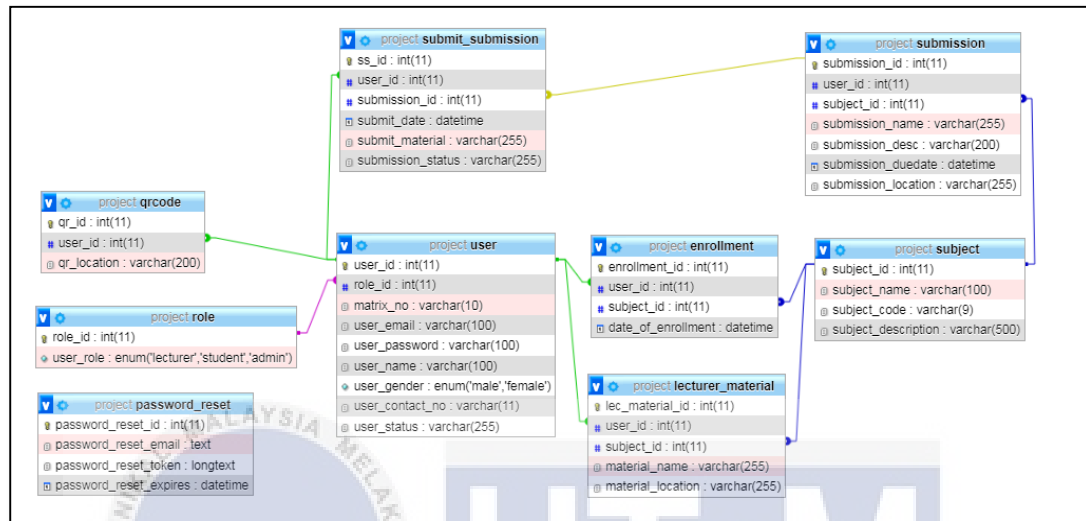 project submit_submission
ss_id : int(11)
user_id : int(11)
submission_id : int(11)
submit_date : datetime
submit_material : varchar(255)
submission_status : varchar(255)
project submission
submission_id : int(11)
user_id : int(11)
subject_id : int(11)
submission_name : varchar(255)
submission_desc : varchar(200)
submission_duedate : datetime
submission_location : varchar(255)
project qrcode
qr_id : int(11)
user_id : int(11)
qr_location : varchar(200)
project user
user_id : int(11)
role_id : int(11)
matrix_no : varchar(10)
user_email : varchar(100)
user_password : varchar(100)
user_name : varchar(100)
user_gender : enum('male','female')
user_contact_no : varchar(11)
user_status : varchar(255)
project enrollment
enrollment_id : int(11)
user_id : int(11)
subject_id : int(11)
date_of_enrollment : datetime
project subject
subject_id : int(11)
subject_name : varchar(100)
subject_code : varchar(9)
subject_description : varchar(500)
project role
role_id : int(11)
user_role : enum('lecturer','student','admin')
project lecturer_material
lec_material_id : int(11)
user_id : int(11)
subject_id : int(11)
material_name : varchar(255)
material_location : varchar(255)
project password_reset
password_reset_id : int(11)
password_reset_email : text
password_reset_token : longtext
password_reset_expires : datetime
MALAYSIA